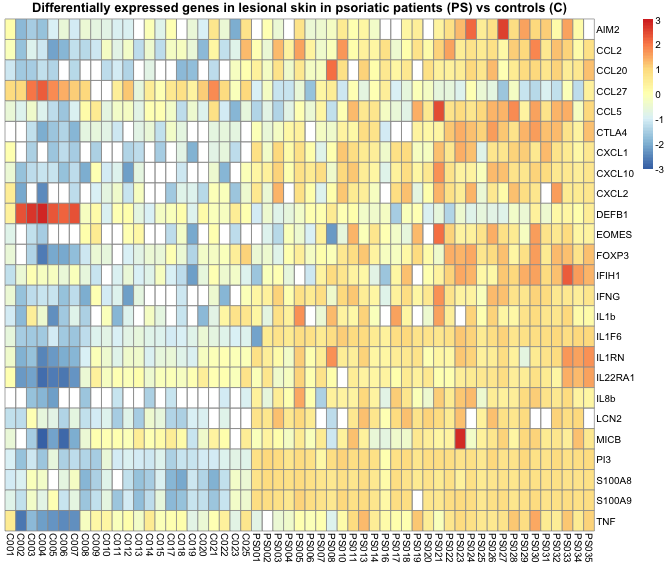 Differentially expressed genes in lesional skin in psoriatic patients (PS) vs controls (C)
AIM2
CCL2
CCL20
CCL27
CCL5
CTLA4
CXCL1
CXCL10
CXCL2
DEFB1
EOMES
FOXP3
IFIH1
IFNG
IL1b
IL1F6
IL1RN
IL22RA1
IL8b
LCN2
MICB
PI3
S100A8
S100A9
TNF
3
2
1
0
-1
-2
-3
C001
C002
C003
C004
C005
C006
C007
C008
C009
C010
C011
C012
C013
C014
C015
C017
C018
C019
C020
C021
C022
C023
C025
PS001
PS002
PS003
PS004
PS005
PS006
PS007
PS008
PS010
PS011
PS013
PS014
PS016
PS017
PS018
PS019
PS020
PS021
PS022
PS023
PS024
PS025
PS026
PS027
PS028
PS029
PS030
PS031
PS032
PS033
PS034
PS035